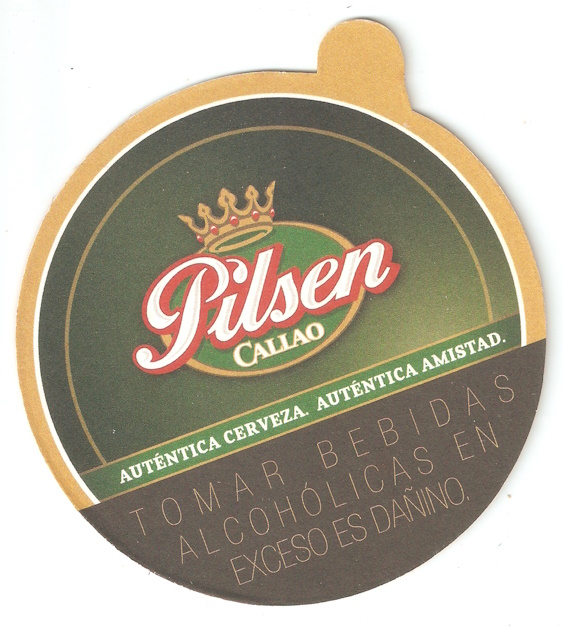 Pilsen
CALLAO
AUTÉNTICA CERVEZA. AUTÉNTICA AMISTAD.
TOMAR BEBIDAS
ALCOHÓLICAS EN
EXCESO ES DAÑINO.